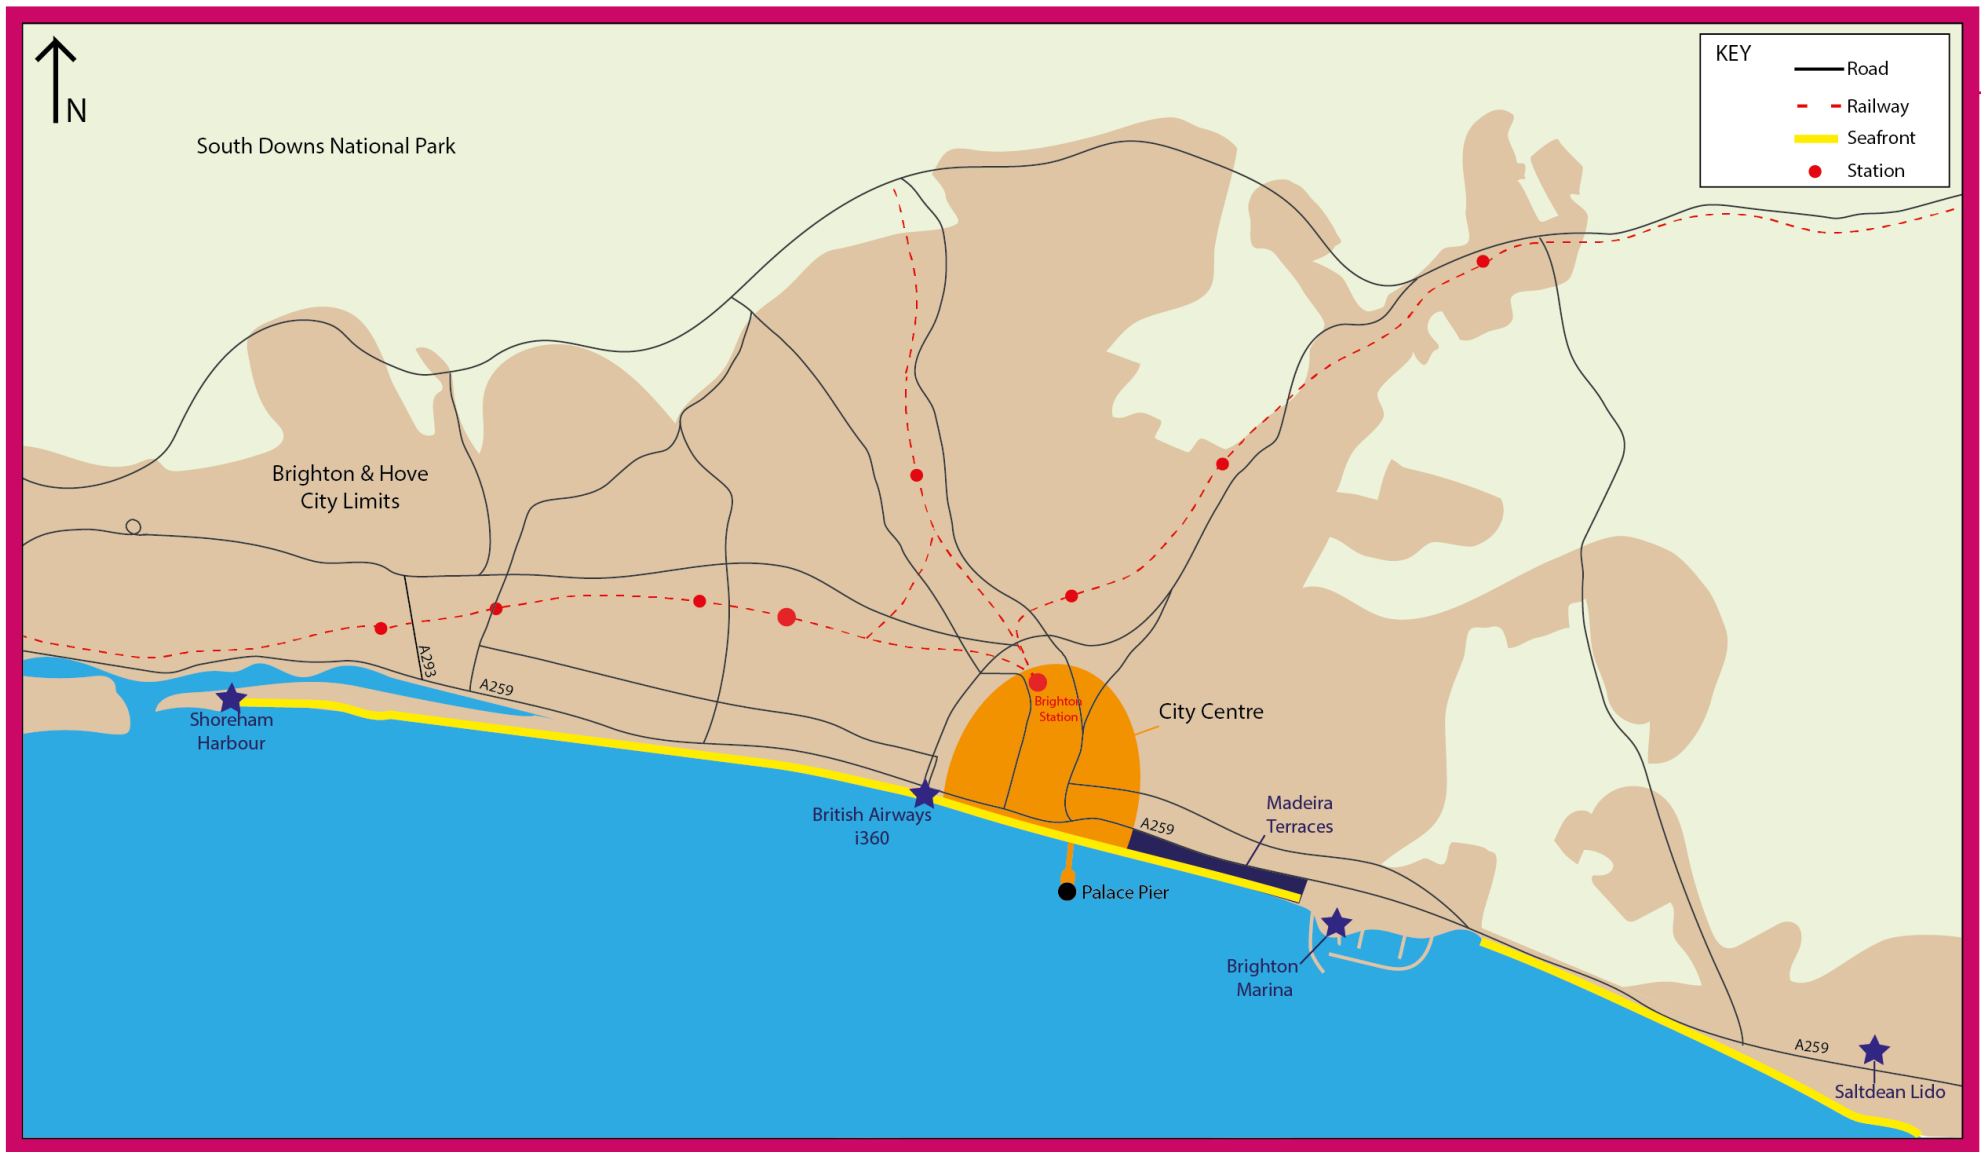 N
South Downs National Park
KEY
Road
Railway
Seafront
Station
Brighton & Hove
City Limits
A293
A259
Shoreham
Harbour
Brighton
Station
City Centre
British Airways
i360
A259
Madeira
Terraces
Palace Pier
Brighton
Marina
A259
Saltdean Lido